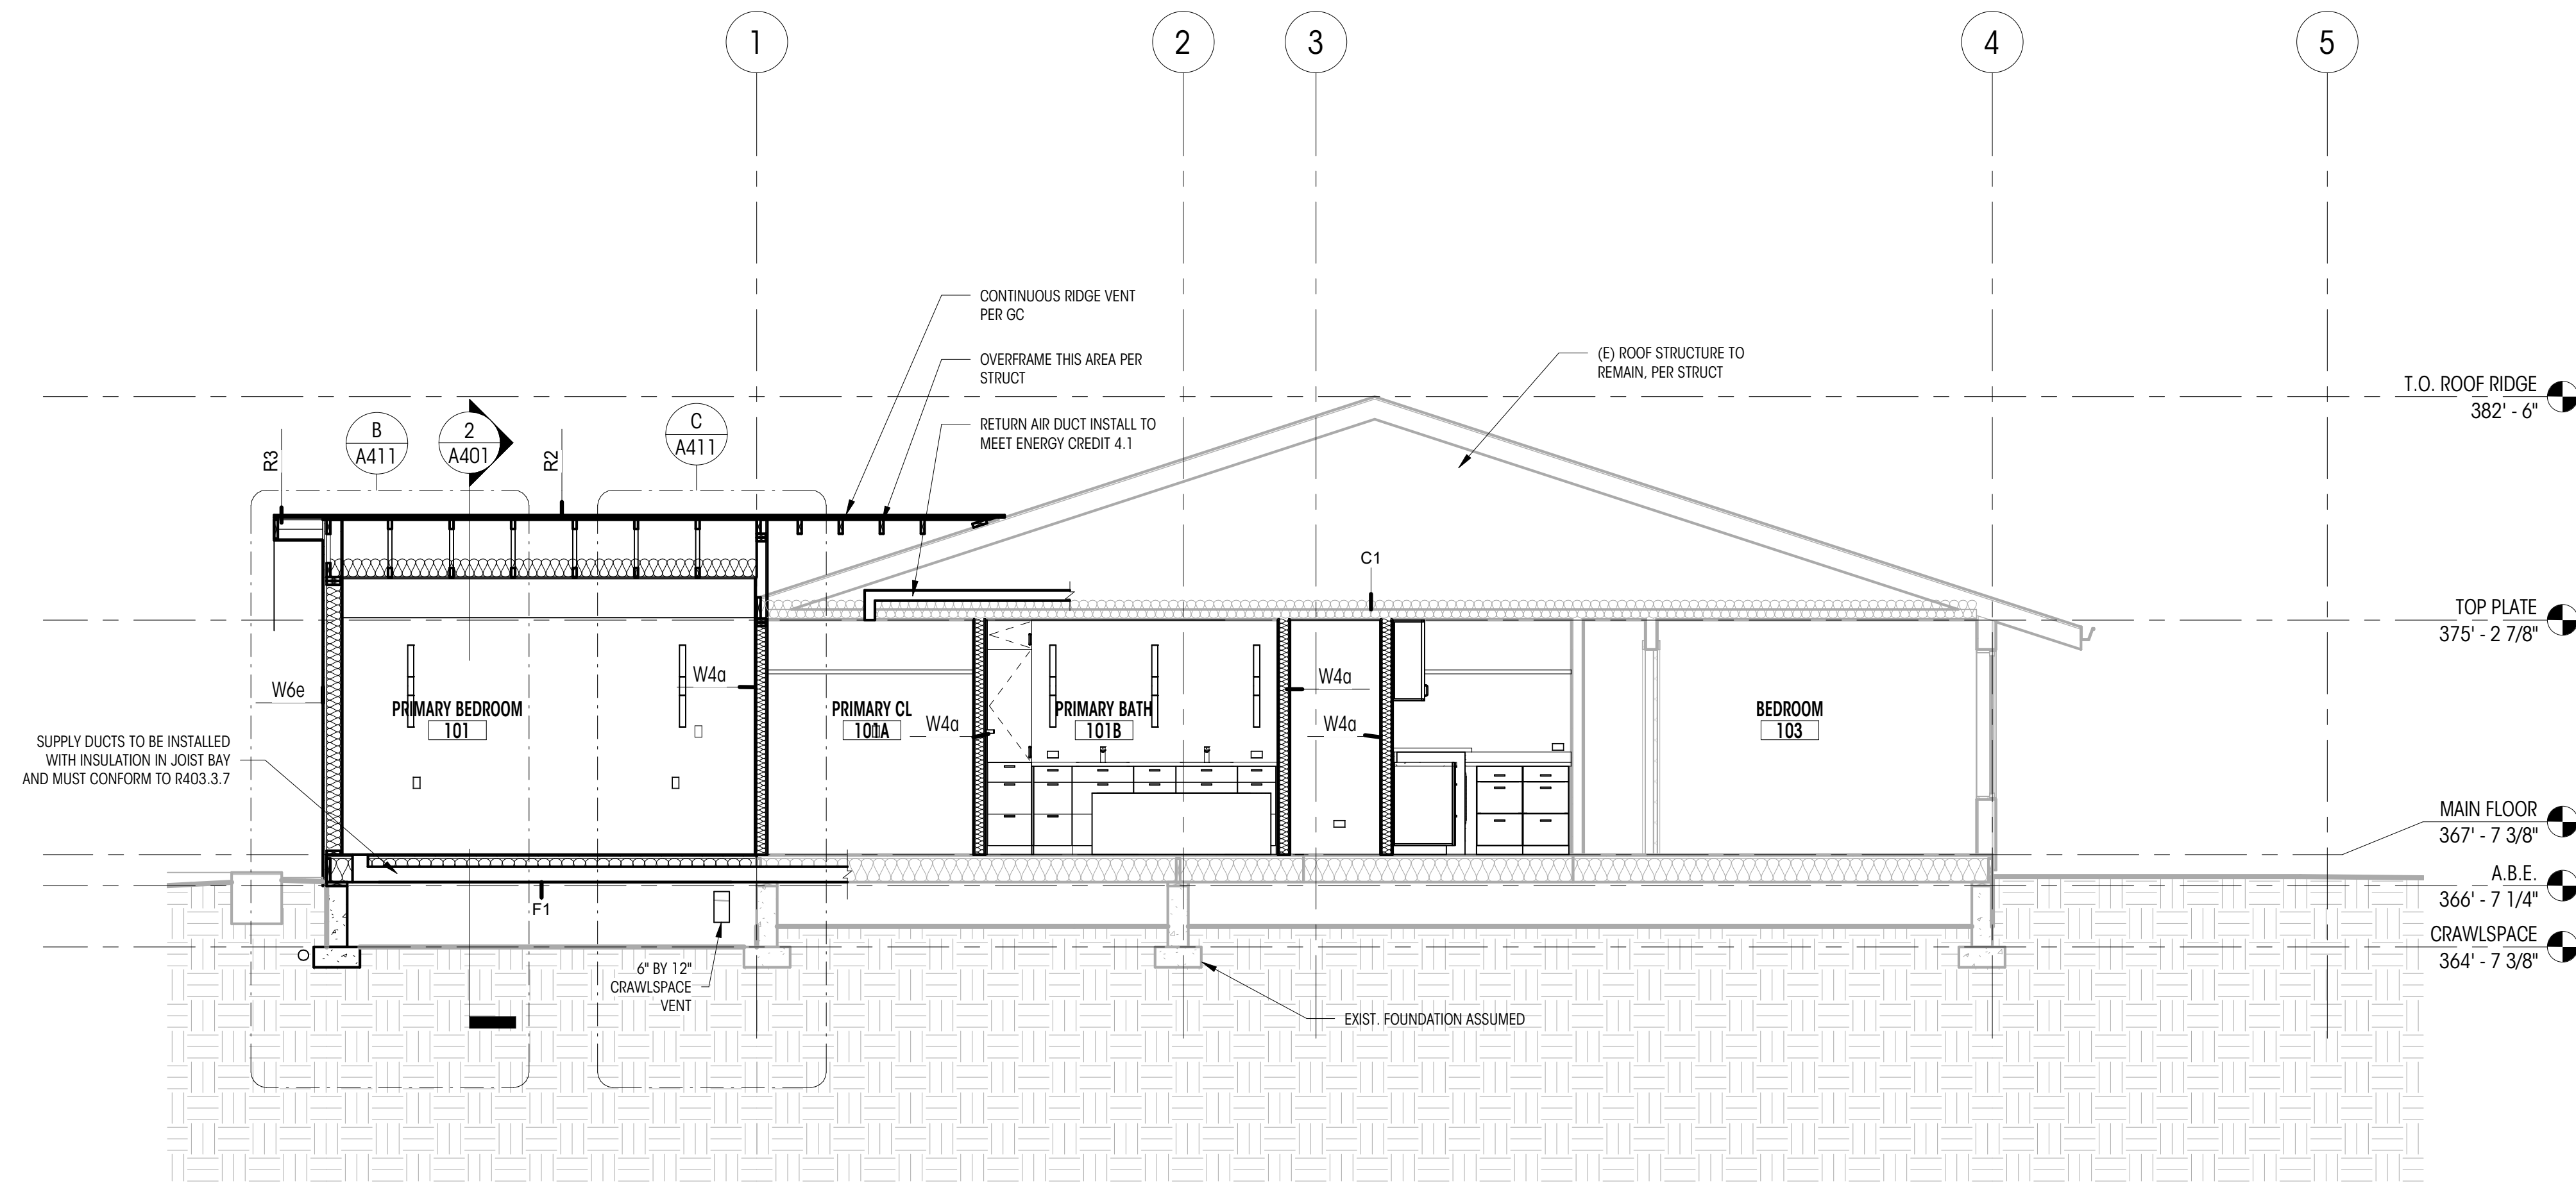 1
2
3
4
5
CONTINUOUS RIDGE VENT
PER GC
OVERFRAME THIS AREA PER
STRUCT
RETURN AIR DUCT INSTALL TO
MEET ENERGY CREDIT 4.1
(E) ROOF STRUCTURE TO
REMAIN, PER STRUCT
T.O. ROOF RIDGE
382' - 6"
R3
B
A411
2
A401
R2
C
A411
C1
TOP PLATE
375' - 2 7/8"
W6e
W4a
W4a
W4a
W4a
PRIMARY BEDROOM
101
PRIMARY CL
101A
PRIMARY BATH
101B
BEDROOM
103
SUPPLY DUCTS TO BE INSTALLED
WITH INSULATION IN JOIST BAY
AND MUST CONFORM TO R403.3.7
MAIN FLOOR
367' - 7 3/8"
A.B.E.
366' - 7 1/4"
F1
CRAWLSPACE
364' - 7 3/8"
6" BY 12"
CRAWLSPACE
VENT
EXIST. FOUNDATION ASSUMED